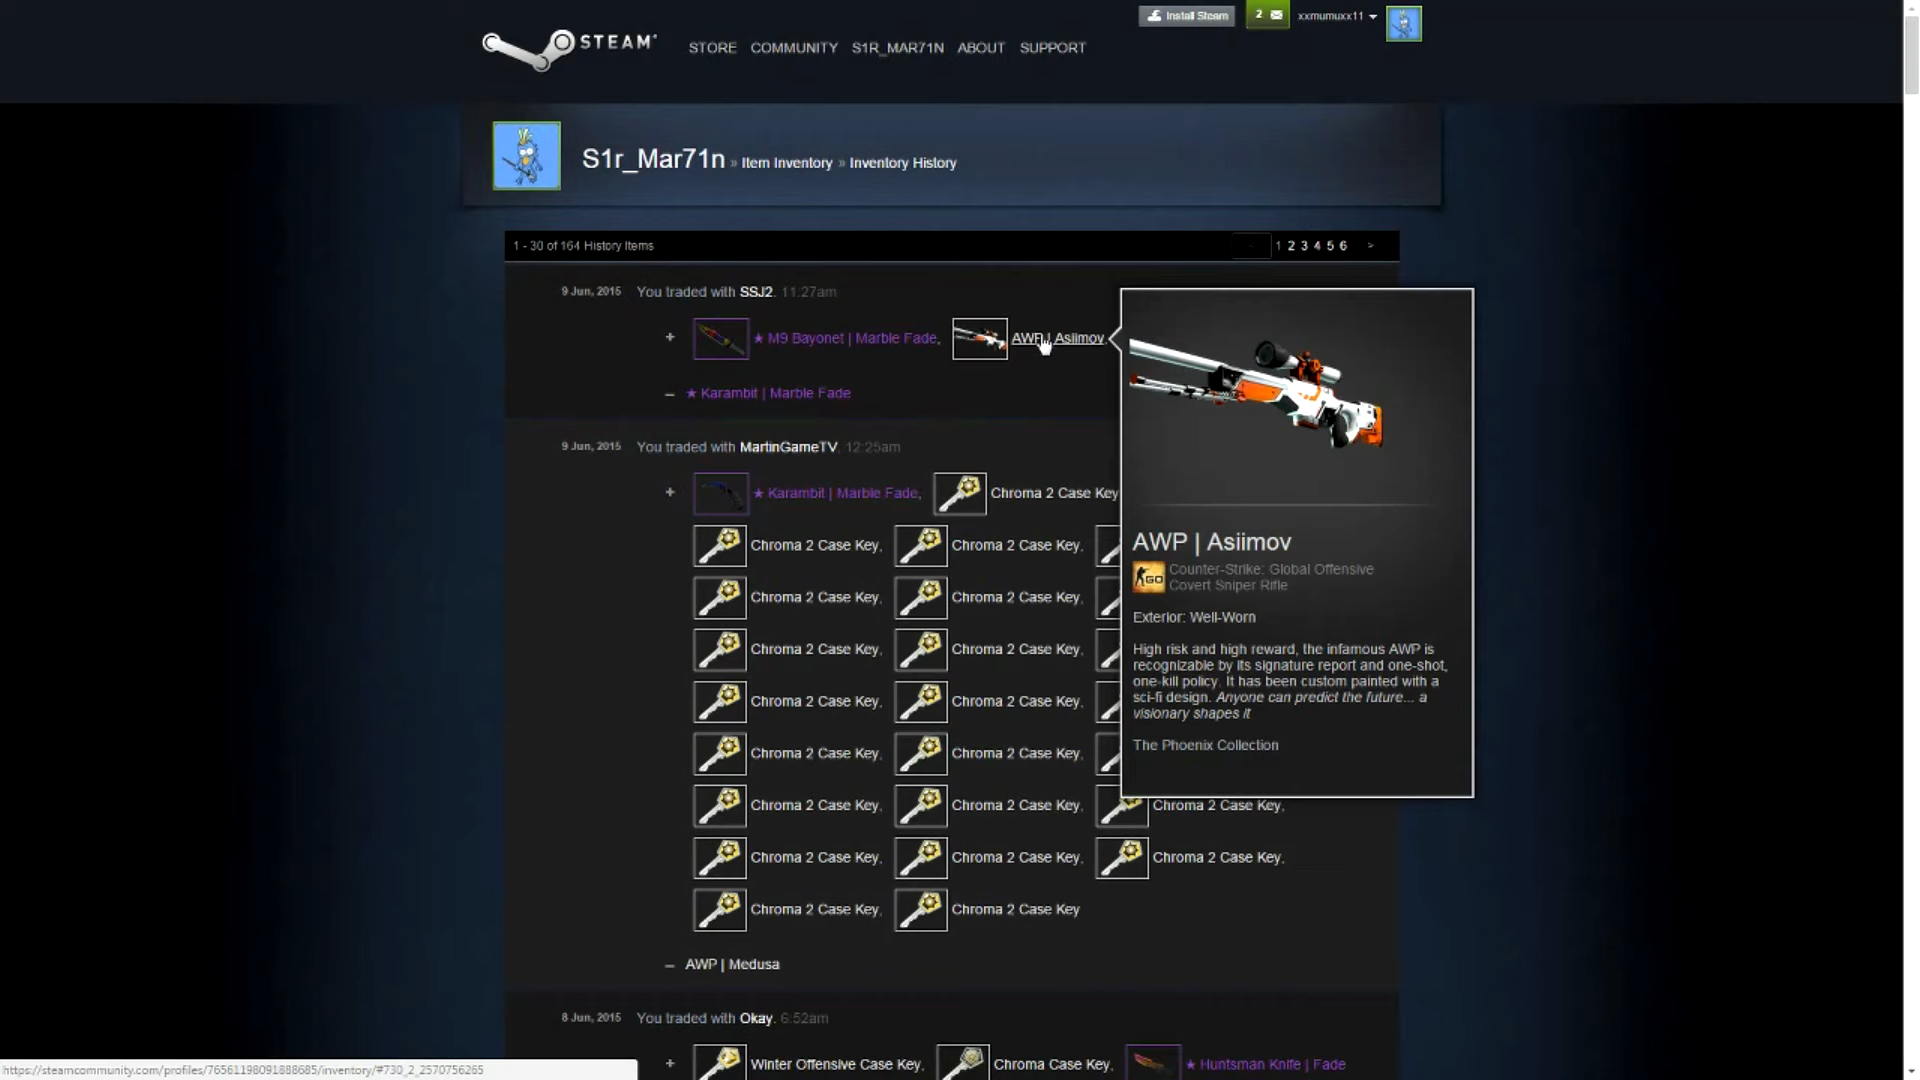 Install Steam
2
xxmumuxx11
STEAM
STORE COMMUNITY S1R_MAR71N ABOUT SUPPORT
S1r_Mar71n » Item Inventory » Inventory History
1 - 30 of 164 History Items
1 2 3 4 5 6 >
9 Jun, 2015 You traded with SSJ2. 11:27am
+ ★ M9 Bayonet | Marble Fade, AWP | Asiimov,
– ★ Karambit | Marble Fade
9 Jun, 2015 You traded with MartinGameTV. 12:25am
+ ★ Karambit | Marble Fade, Chroma 2 Case Key
Chroma 2 Case Key, Chroma 2 Case Key,
Chroma 2 Case Key, Chroma 2 Case Key,
Chroma 2 Case Key, Chroma 2 Case Key,
Chroma 2 Case Key, Chroma 2 Case Key,
Chroma 2 Case Key, Chroma 2 Case Key,
Chroma 2 Case Key, Chroma 2 Case Key, Chroma 2 Case Key,
Chroma 2 Case Key, Chroma 2 Case Key, Chroma 2 Case Key,
Chroma 2 Case Key, Chroma 2 Case Key
– AWP | Medusa
8 Jun, 2015 You traded with Okay. 6:52am
+ Winter Offensive Case Key, Chroma Case Key, ★ Huntsman Knife | Fade
AWP | Asiimov
GO
Counter-Strike: Global Offensive
Covert Sniper Rifle
Exterior: Well-Worn
High risk and high reward, the infamous AWP is
recognizable by its signature report and one-shot,
one-kill policy. It has been custom painted with a
sci-fi design. Anyone can predict the future... a
visionary shapes it
The Phoenix Collection
https://steamcommunity.com/profiles/76561198091888685/inventory/#730_2_2570756265